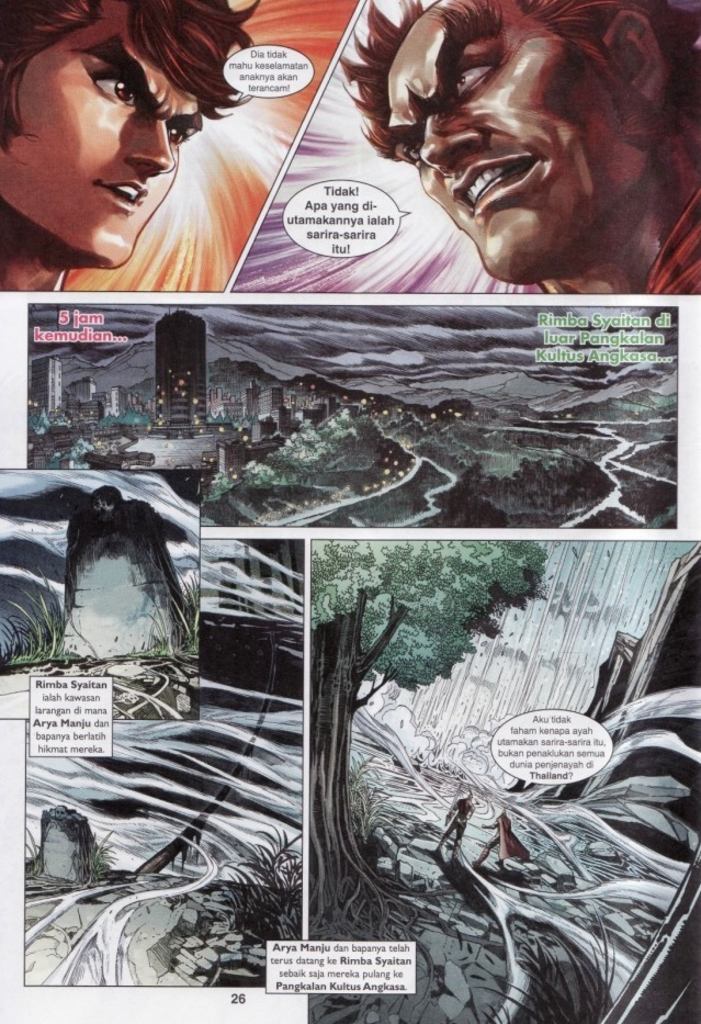 Dia tidak
mahu keselamatan
anaknya akan
terancam!
Tidak!
Apa yang di-
utamakannya ialah
sarira-sarira
itu!
5 jam
kemudian...
Rimba Syaitan di
luar Pangkalan
Kultus Angkasa...
Rimba Syaitan
ialah kawasan
larangan di mana
Arya Manju dan
bapanya berlatih
hikmat mereka.
Aku tidak
faham kenapa ayah
utamakan sarira-sarira itu,
bukan penaklukan semua
dunia penjenayah di
Thailand?
Arya Manju dan bapanya telah
terus datang ke Rimba Syaitan
sebaik saja mereka pulang ke
Pangkalan Kultus Angkasa.
26